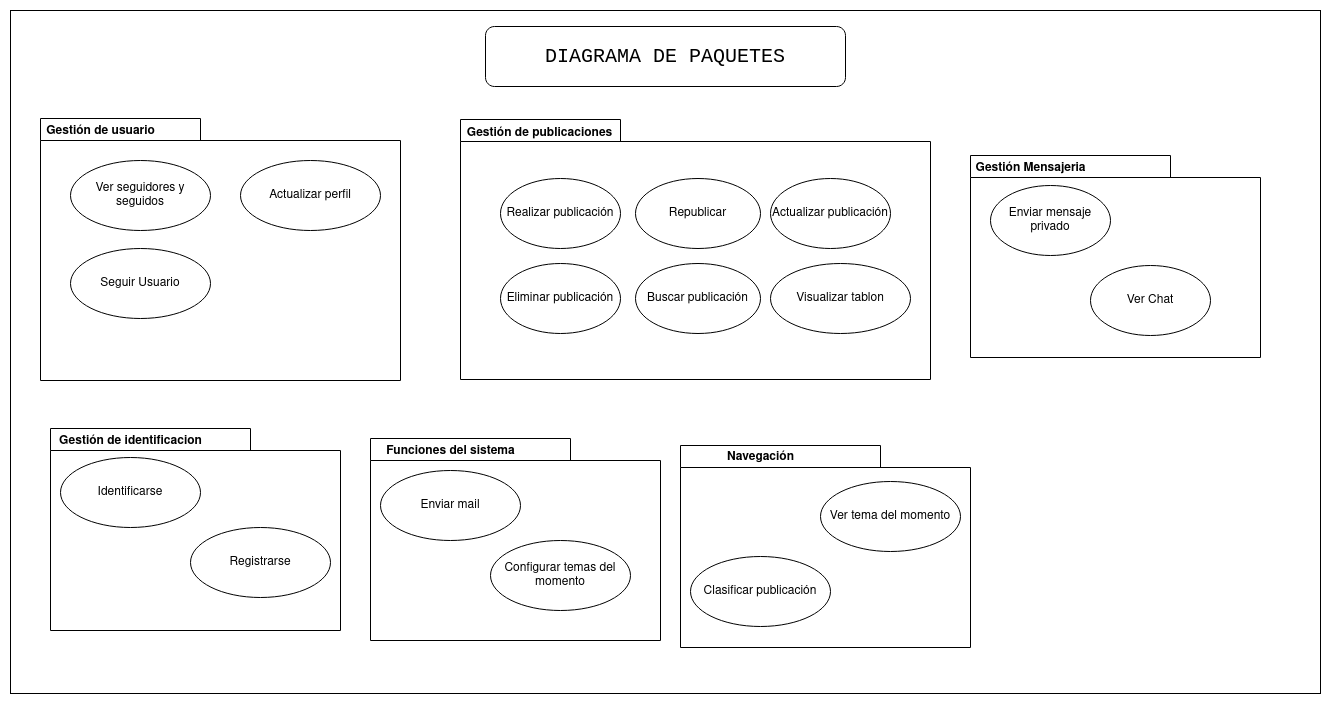 DIAGRAMA DE PAQUETES
Gestión de usuario
Ver seguidores y
seguidos
Actualizar perfil
Seguir Usuario
Gestión de publicaciones
Realizar publicación
Republicar
Actualizar publicación
Eliminar publicación
Buscar publicación
Visualizar tablon
Gestión Mensajeria
Enviar mensaje
privado
Ver Chat
Gestión de identificacion
Identificarse
Registrarse
Funciones del sistema
Enviar mail
Configurar temas del
momento
Navegación
Ver tema del momento
Clasificar publicación